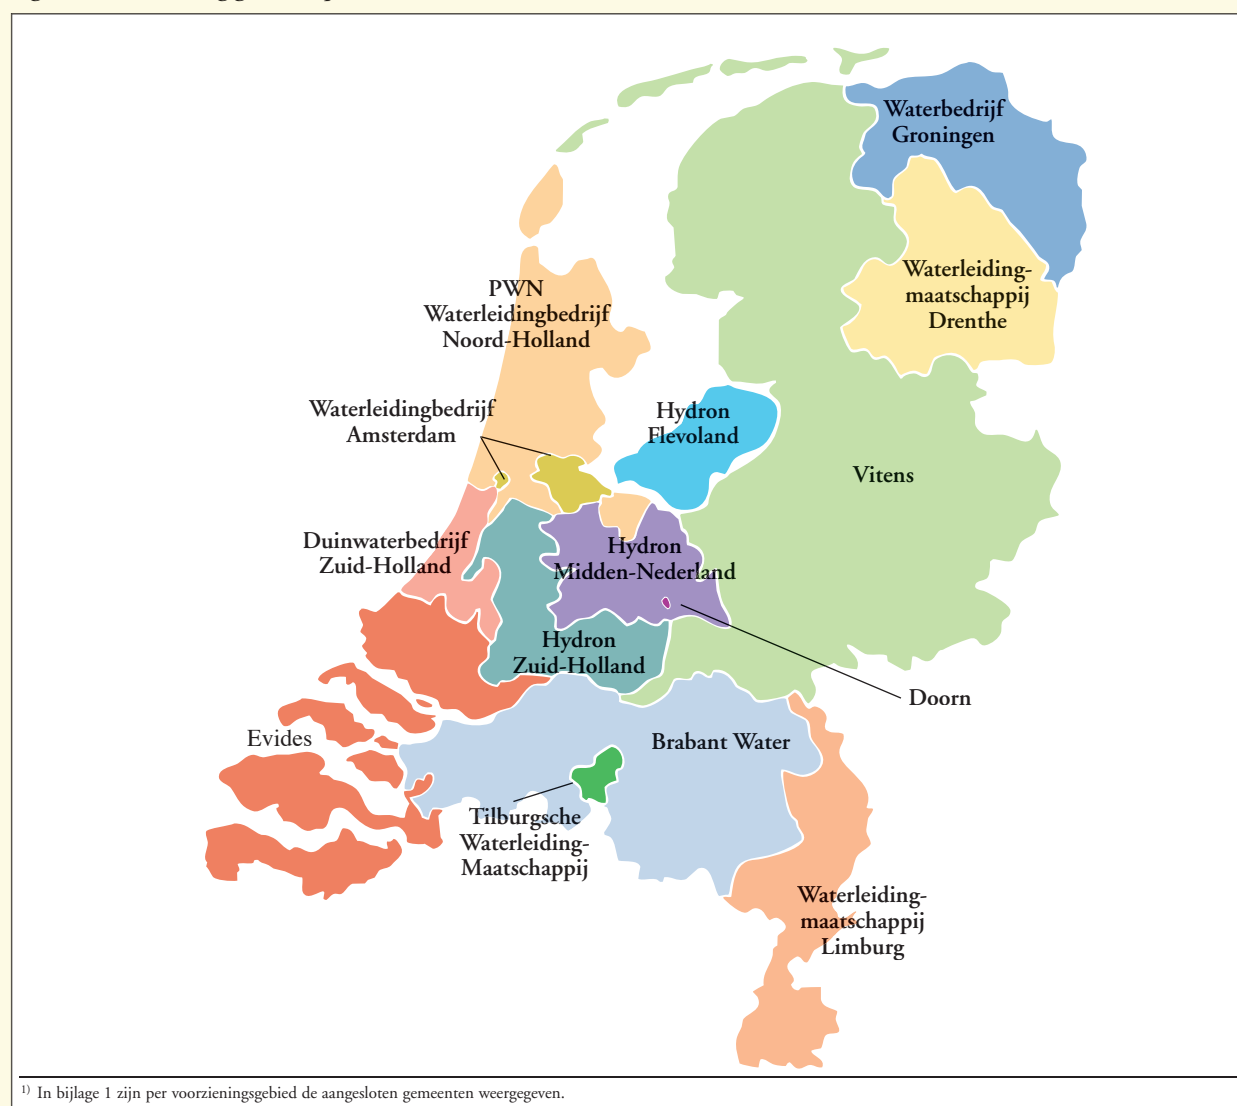 Waterbedrijf
Groningen
Waterleiding-
maatschappij
Drenthe
PWN
Waterleidingbedrijf
Noord-Holland
Waterleidingbedrijf
Amsterdam
Hydron
Flevoland
Vitens
Duinwaterbedrijf
Zuid-Holland
Hydron
Midden-Nederland
Hydron
Zuid-Holland
Doorn
Evides
Brabant Water
Tilburgsche
Waterleiding-
Maatschappij
Waterleiding-
maatschappij
Limburg
1) In bijlage 1 zijn per voorzieningsgebied de aangesloten gemeenten weergegeven.